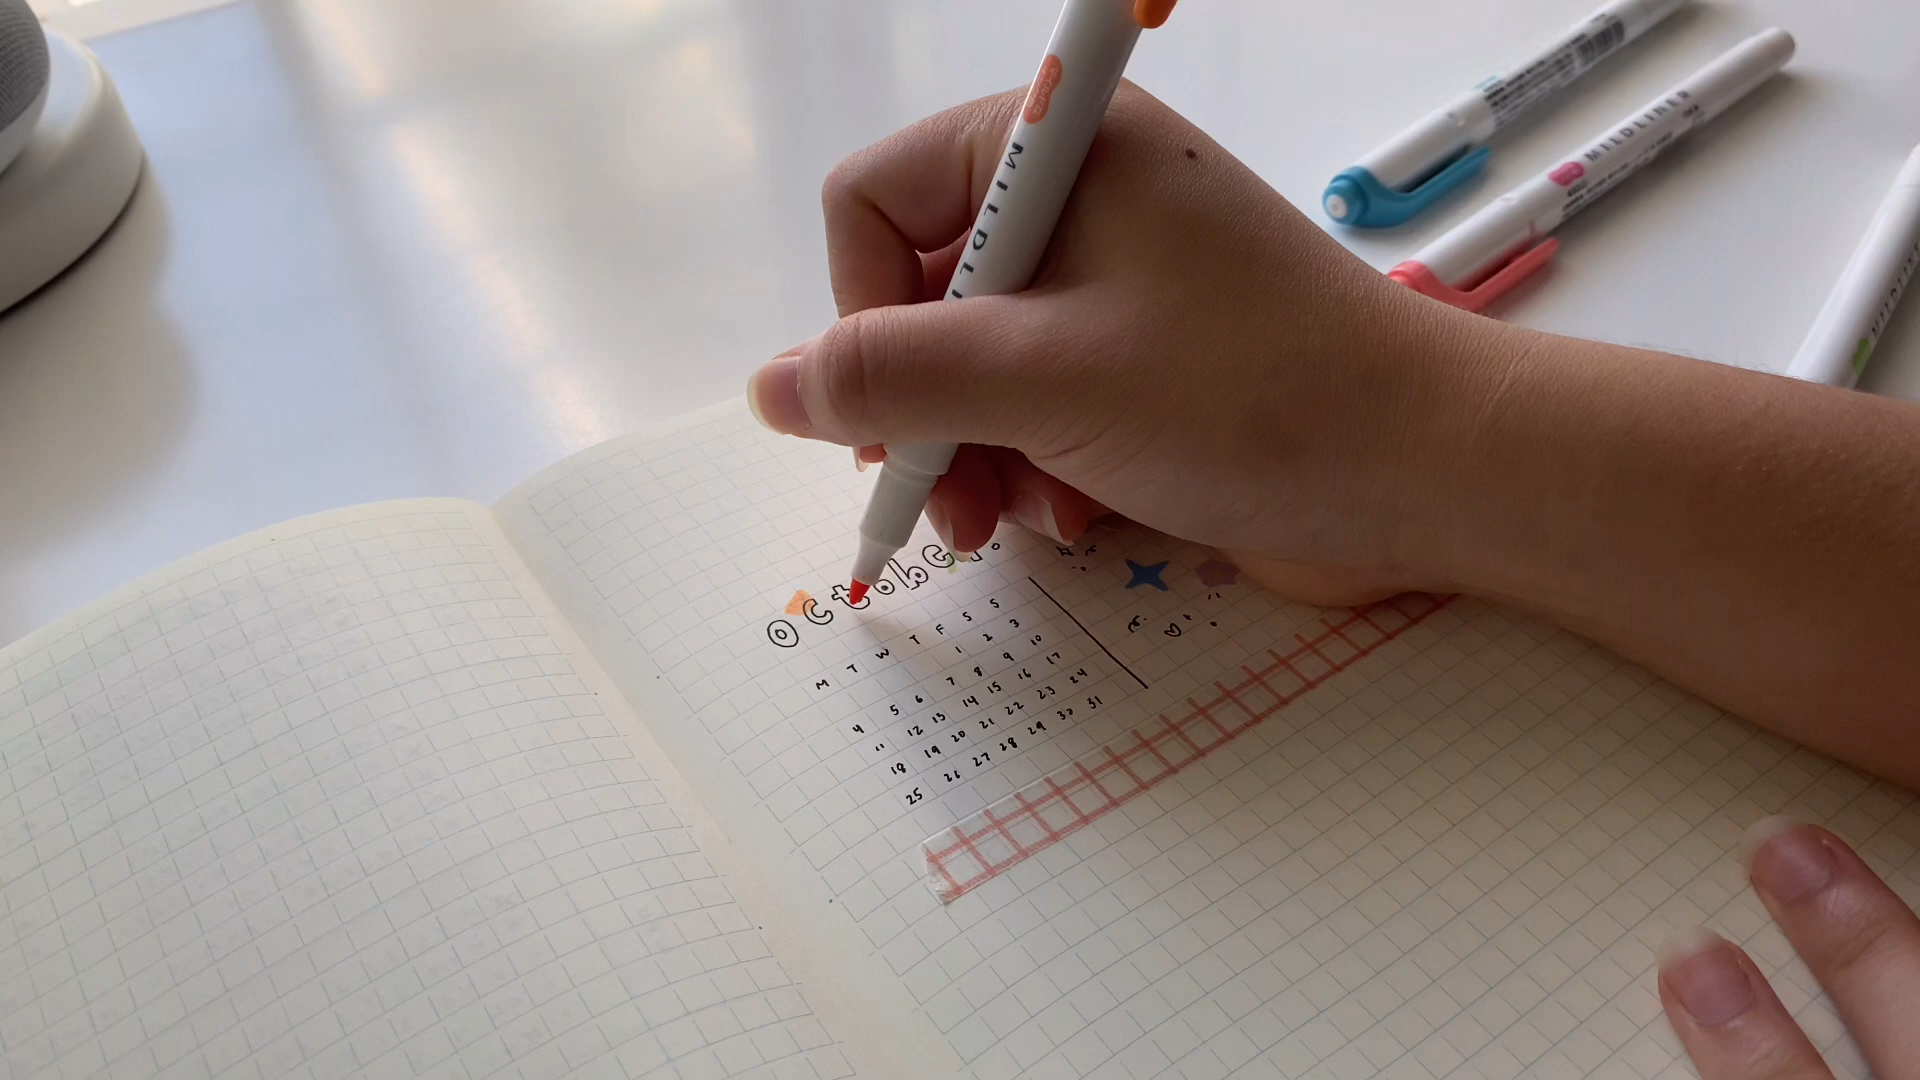 MILDLI
MILDLINER
october
M T W T F S S
1 2 3
4 5 6 7 8 9 10
11 12 13 14 15 16 17
18 19 20 21 22 23 24
25 26 27 28 29 30 31